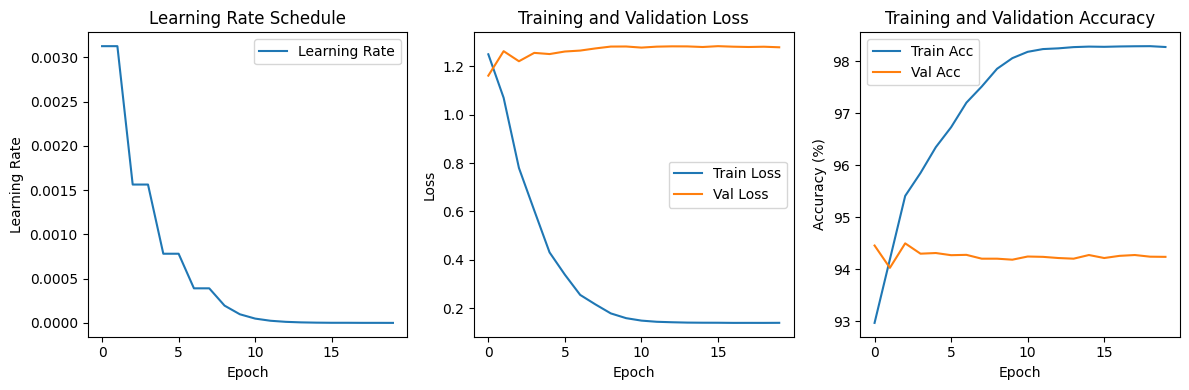 Learning Rate Schedule
Learning Rate
0.0030
0.0025
0.0020
0.0015
0.0010
0.0005
0.0000
Learning Rate
0
5
10
15
Epoch
Training and Validation Loss
Loss
1.2
1.0
0.8
0.6
0.4
0.2
Train Loss
Val Loss
0
5
10
15
Epoch
Training and Validation Accuracy
Accuracy (%)
98
97
96
95
94
93
Train Acc
Val Acc
0
5
10
15
Epoch